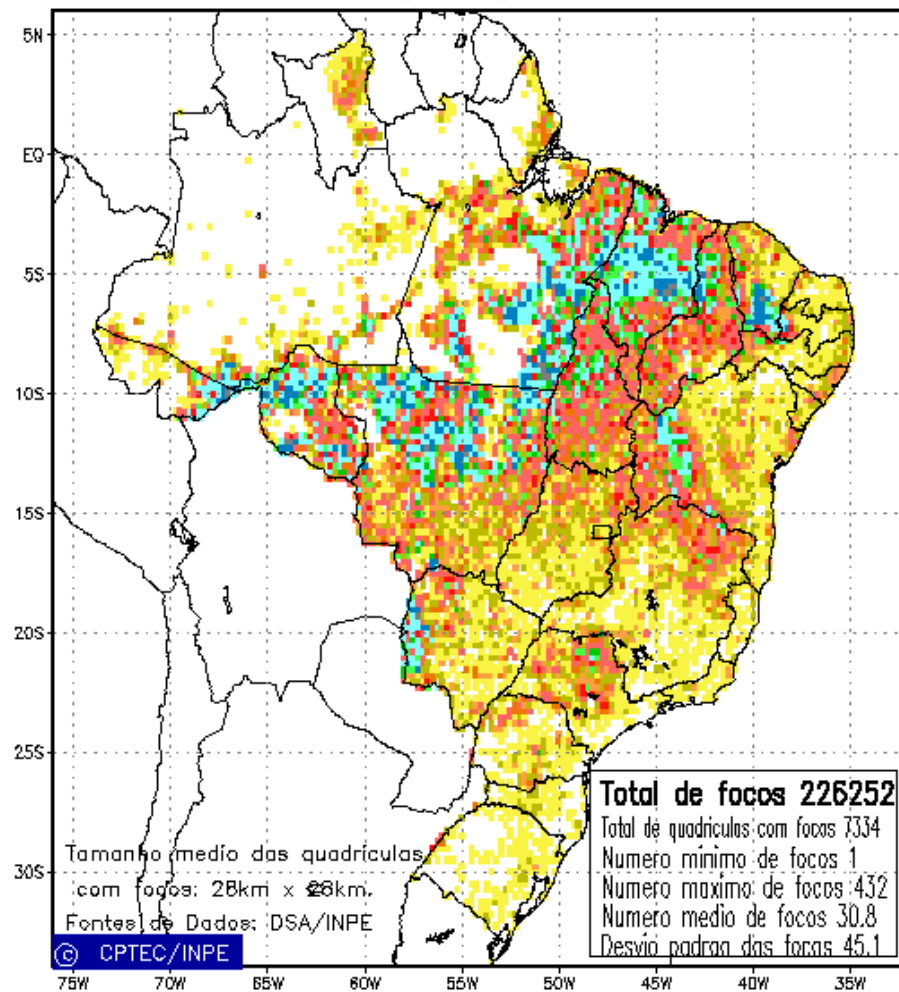 5N
EQ
5S
10S
15S
20S
25S
30S
Total de focos 226252
Total de quadriculas com focos 7334
Numero minimo de focos 1
Numero maximo de focos 432
Numero medio de focos 30.8
Desvio padrao dos focos 45.1
Tamanho medio das quadriculas
com focos: 28km x 28km.
Fontes de Dados: DSA/INPE
© CPTEC/INPE
75W 70W 65W 60W 55W 50W 45W 40W 35W